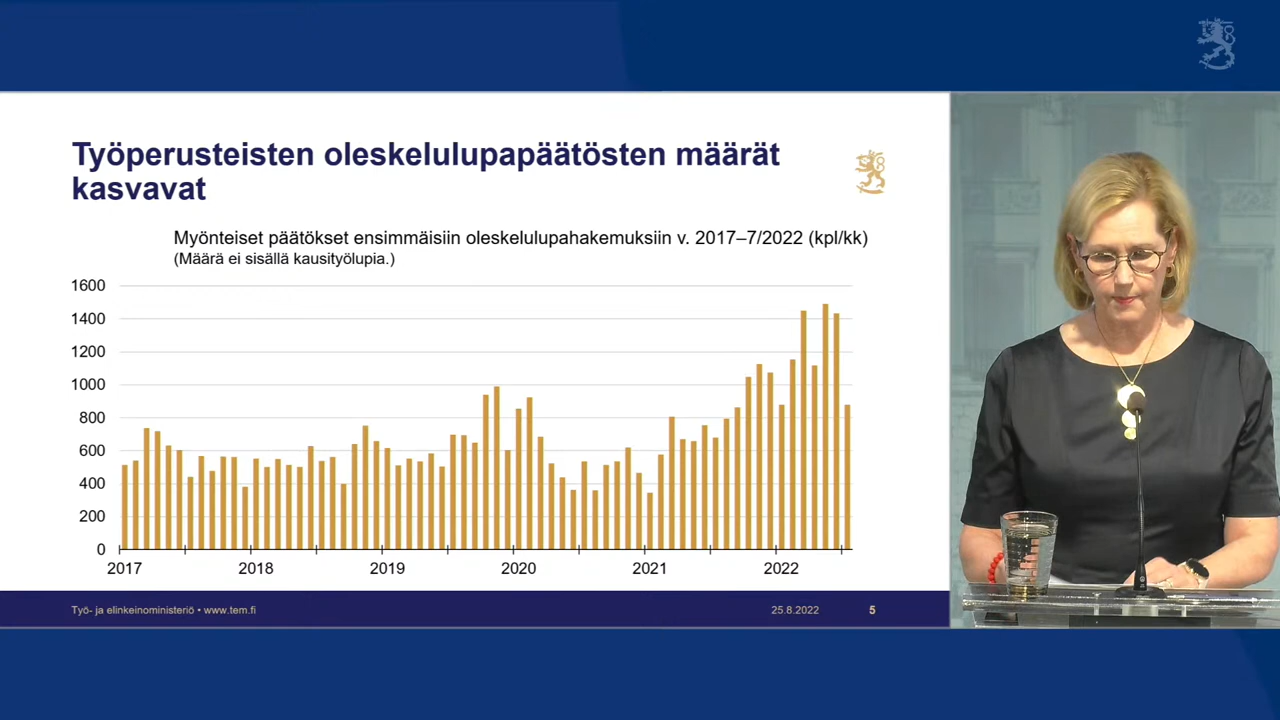 Työperusteisten oleskelulupapäätösten määrät
kasvavat
Myönteiset päätökset ensimmäisiin oleskelulupahakemuksiin v. 2017–7/2022 (kpl/kk)
(Määrä ei sisällä kausityölupia.)
1600
1400
1200
1000
800
600
400
200
0
2017 2018 2019 2020 2021 2022
Työ- ja elinkeinoministeriö • www.tem.fi 25.8.2022 5